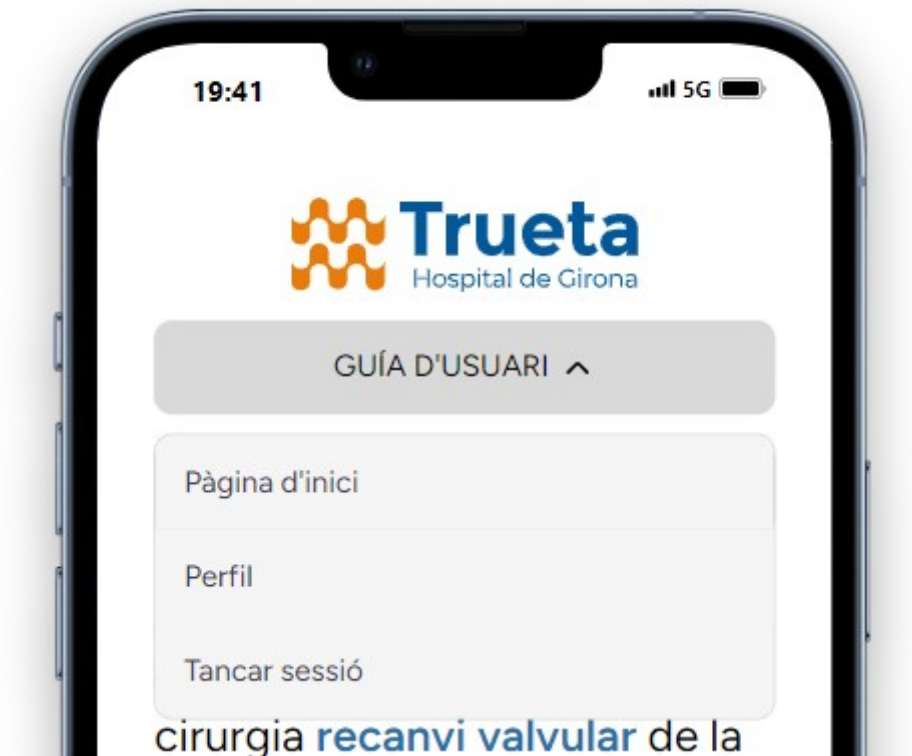 19:41
5G
Trueta
Hospital de Girona
GUÍA D'USUARI
Pàgina d'inici
Perfil
Tancar sessió
cirurgia recanvi valvular de la